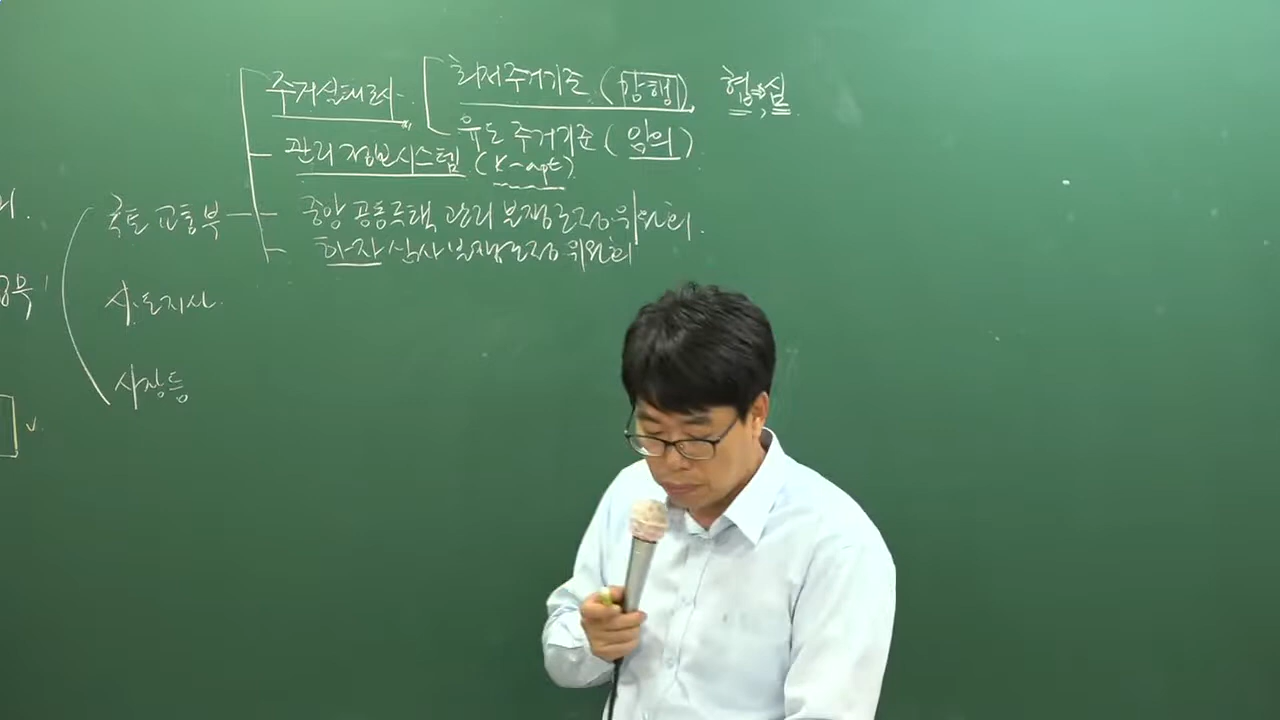 주거실태조사. 최저주거기준 (강행) 협⇒심
유도 주거기준 (임의)
관리 정보시스템 (K-apt)
국토 교통부 중앙 공동주택 관리 분쟁조정위원회.
하자 심사 분쟁조정 위원회
시·도지사.
시장등